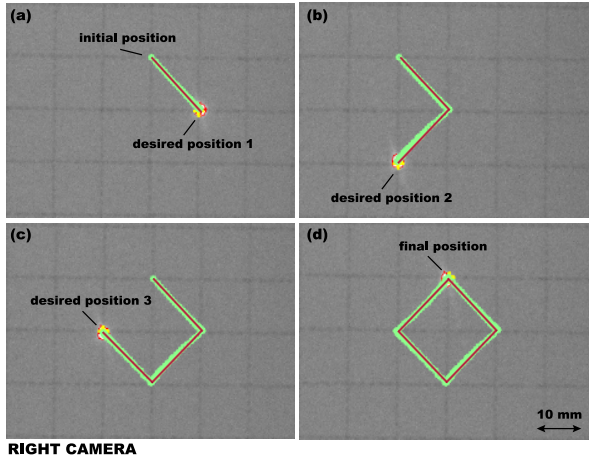 (a)
initial position
desired position 1
(b)
desired position 2
(c)
desired position 3
(d)
final position
10 mm
RIGHT CAMERA